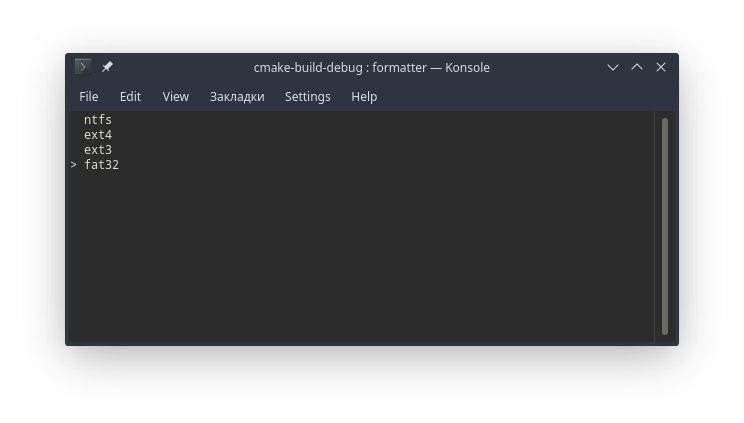 cmake-build-debug : formatter — Konsole
File Edit View Закладки Settings Help
ntfs
ext4
ext3
> fat32